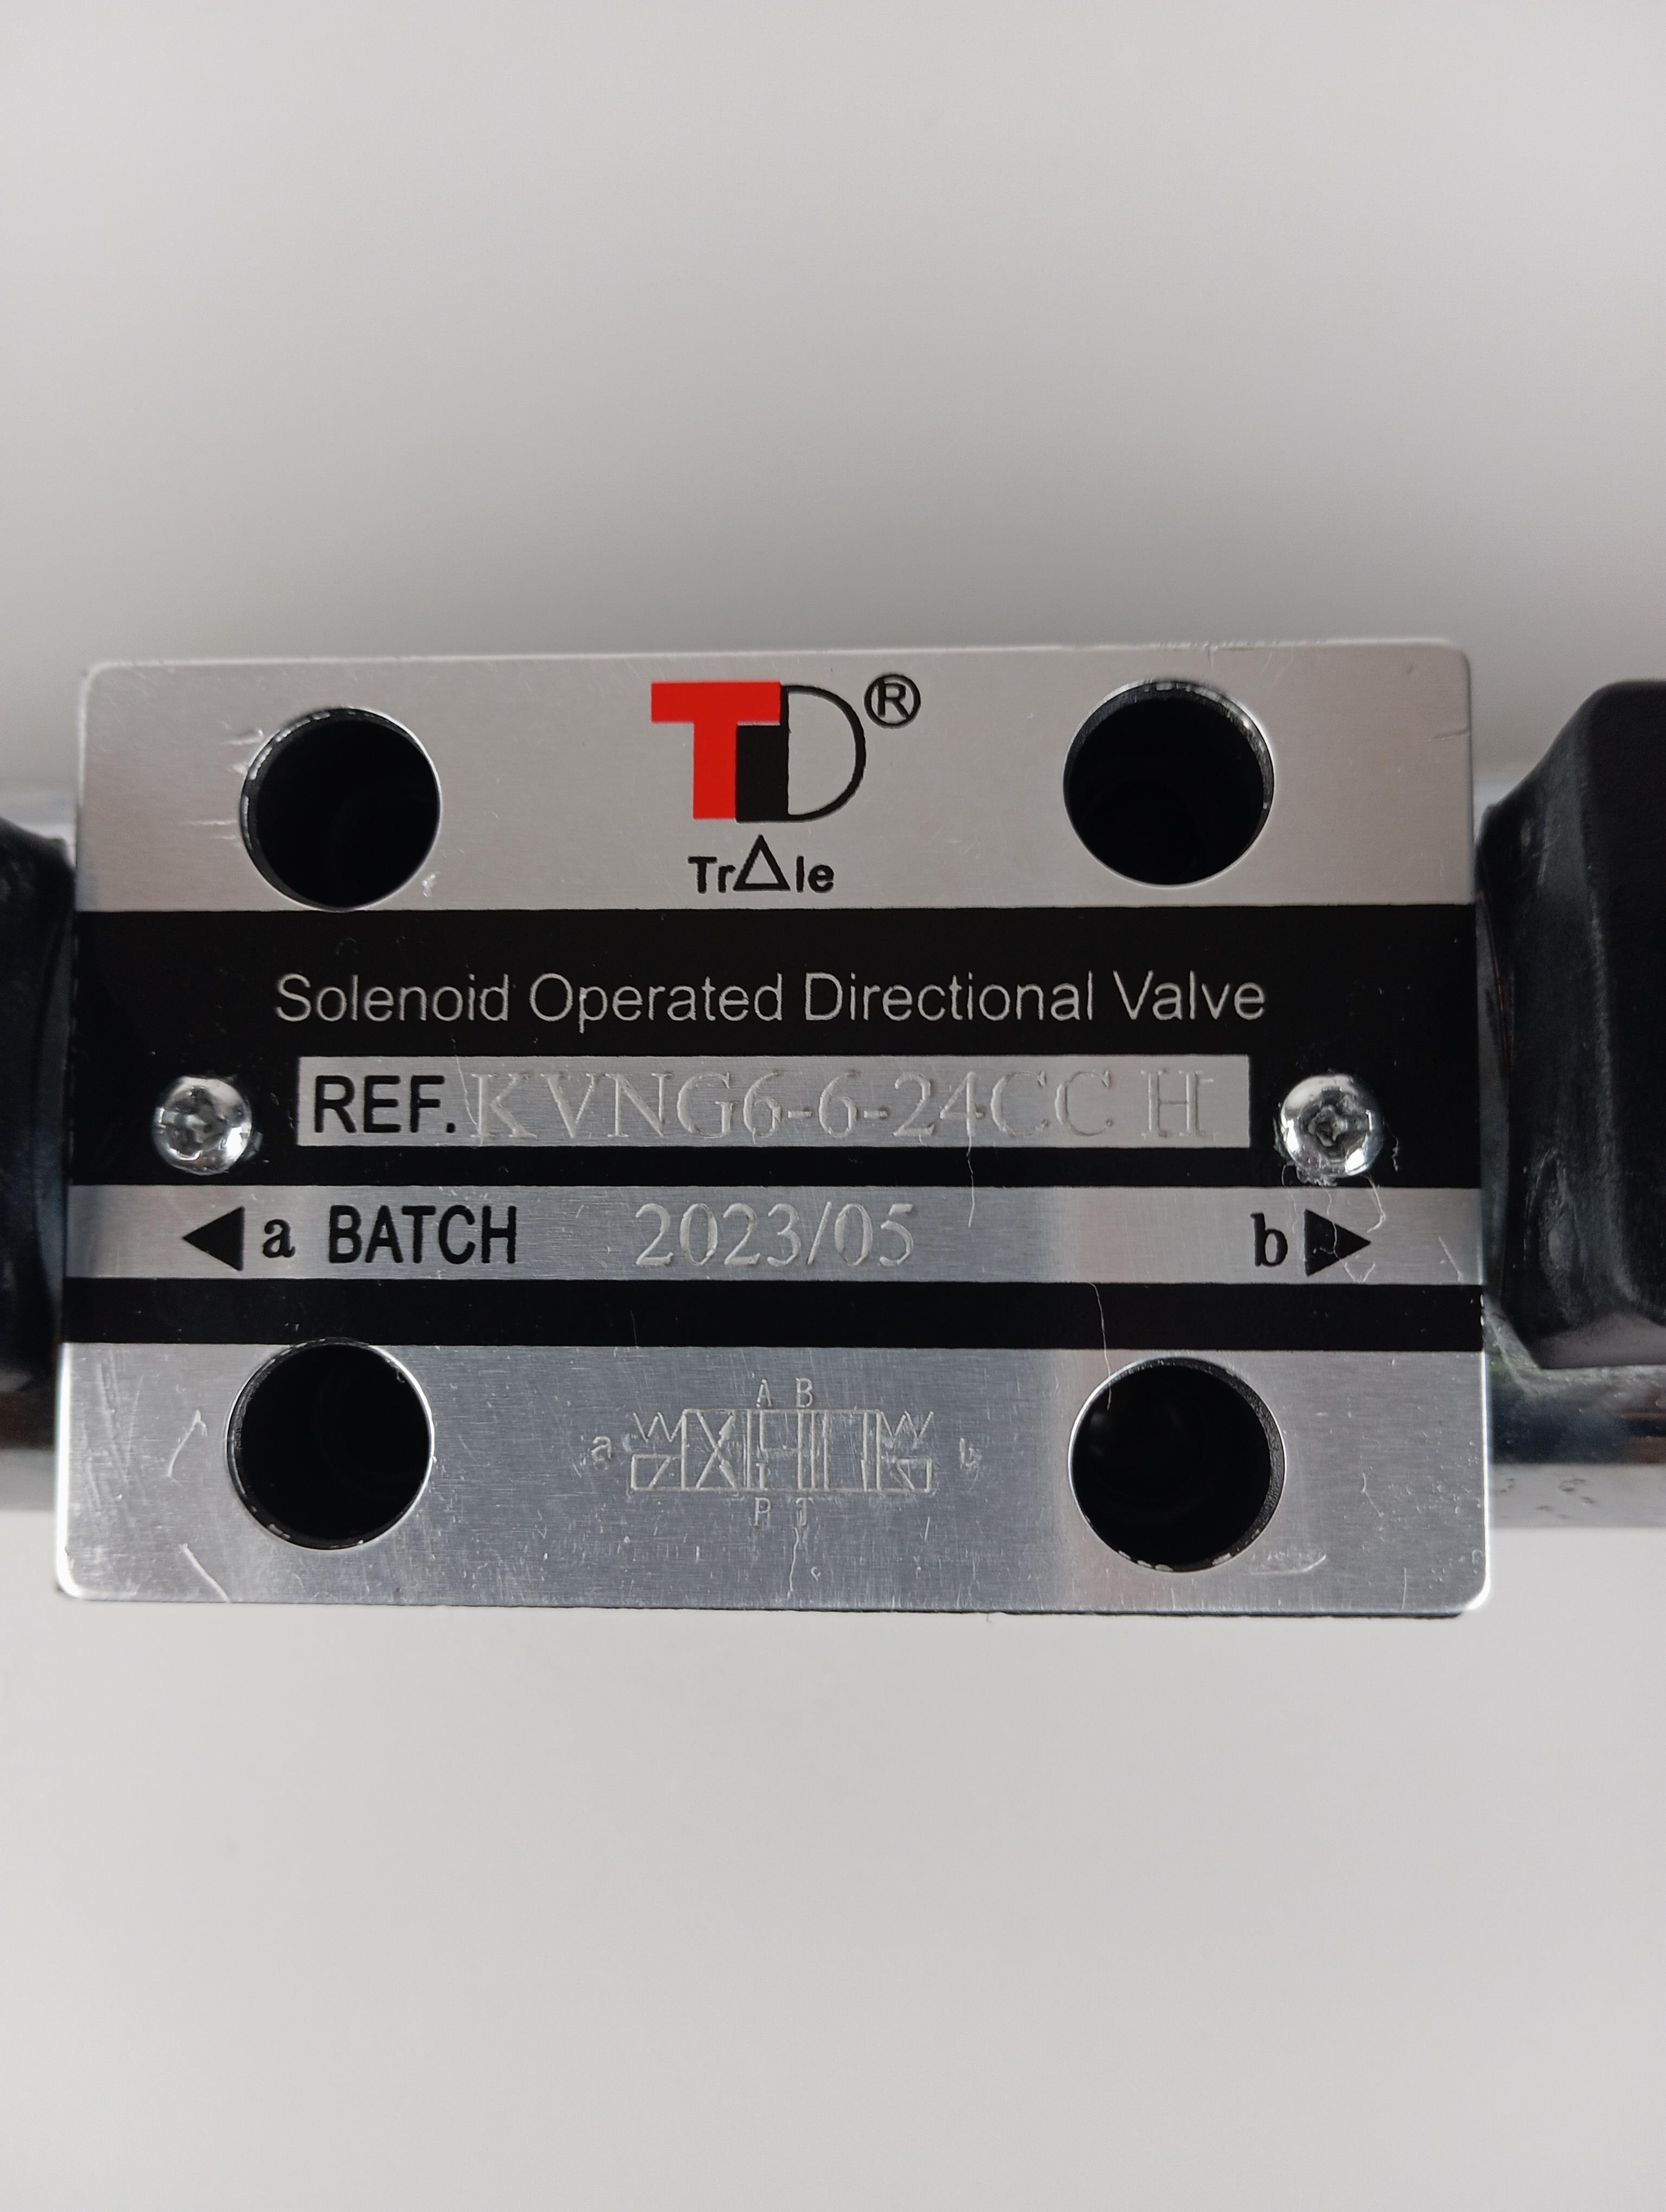 TD®
TrΔle
Solenoid Operated Directional Valve
REF. KVNG6-6-24CC H
a BATCH 2023/05 b
A B
a b
P T